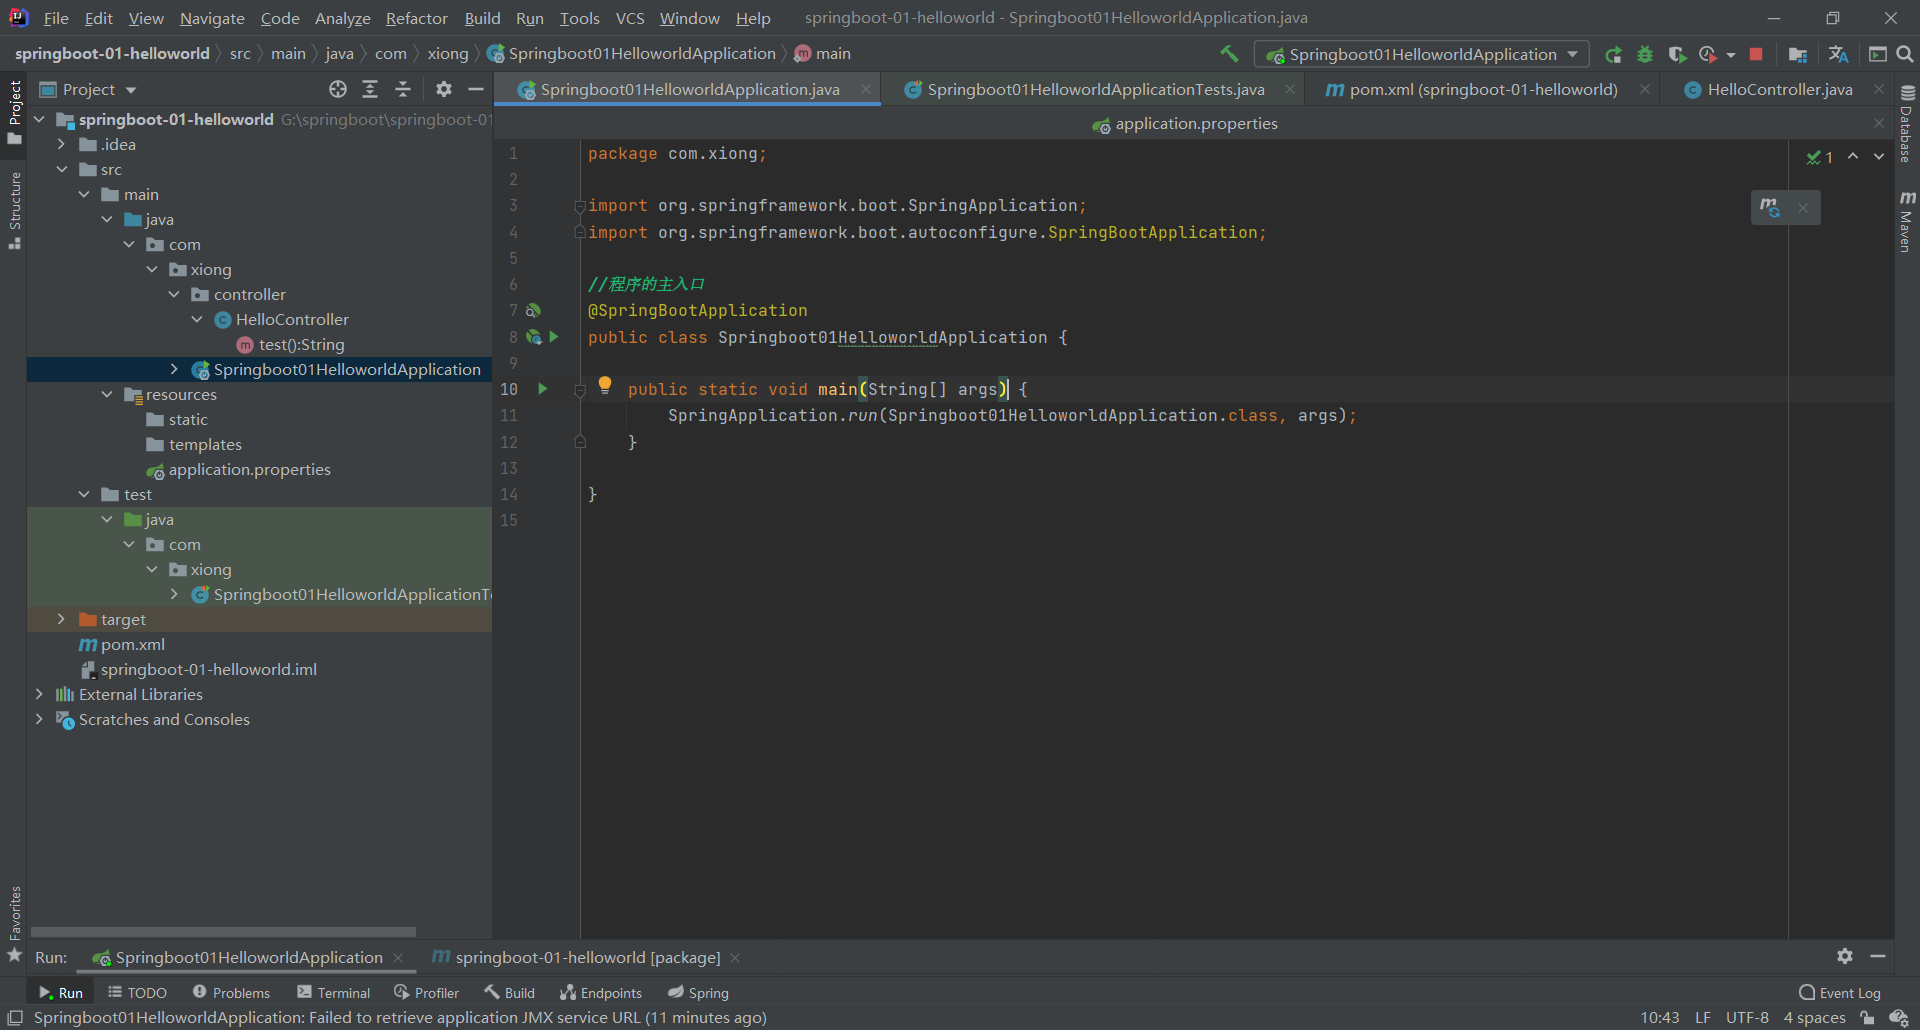 File Edit View Navigate Code Analyze Refactor Build Run Tools VCS Window Help springboot-01-helloworld - Springboot01HelloworldApplication.java
springboot-01-helloworld src main java com xiong Springboot01HelloworldApplication main
Springboot01HelloworldApplication
Project
Springboot01HelloworldApplication.java
Springboot01HelloworldApplicationTests.java
pom.xml (springboot-01-helloworld)
HelloController.java
application.properties
Project
Structure
Favorites
Database
Maven
springboot-01-helloworld G:\springboot\springboot-01
.idea
src
main
java
com
xiong
controller
HelloController
test():String
Springboot01HelloworldApplication
resources
static
templates
application.properties
test
java
com
xiong
Springboot01HelloworldApplicationT
target
pom.xml
springboot-01-helloworld.iml
External Libraries
Scratches and Consoles
1 package com.xiong;
2
3 import org.springframework.boot.SpringApplication;
4 import org.springframework.boot.autoconfigure.SpringBootApplication;
5
6 //程序的主入口
7 @SpringBootApplication
8 public class Springboot01HelloworldApplication {
9
10 public static void main(String[] args) {
11 SpringApplication.run(Springboot01HelloworldApplication.class, args);
12 }
13
14 }
15
1
Run: Springboot01HelloworldApplication springboot-01-helloworld [package]
Run TODO Problems Terminal Profiler Build Endpoints Spring Event Log
Springboot01HelloworldApplication: Failed to retrieve application JMX service URL (11 minutes ago) 10:43 LF UTF-8 4 spaces